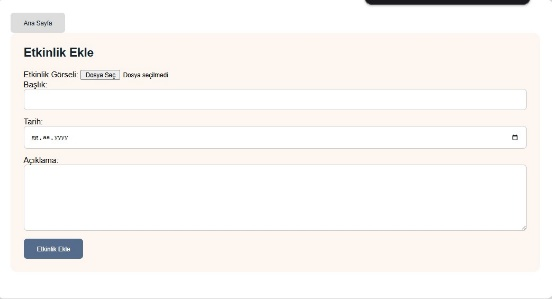 Ana Sayfa
Etkinlik Ekle
Etkinlik Görseli: Dosya Seç Dosya seçilmedi
Başlık:
Tarih:
gg.aa.yyyy
Açıklama:
Etkinlik Ekle